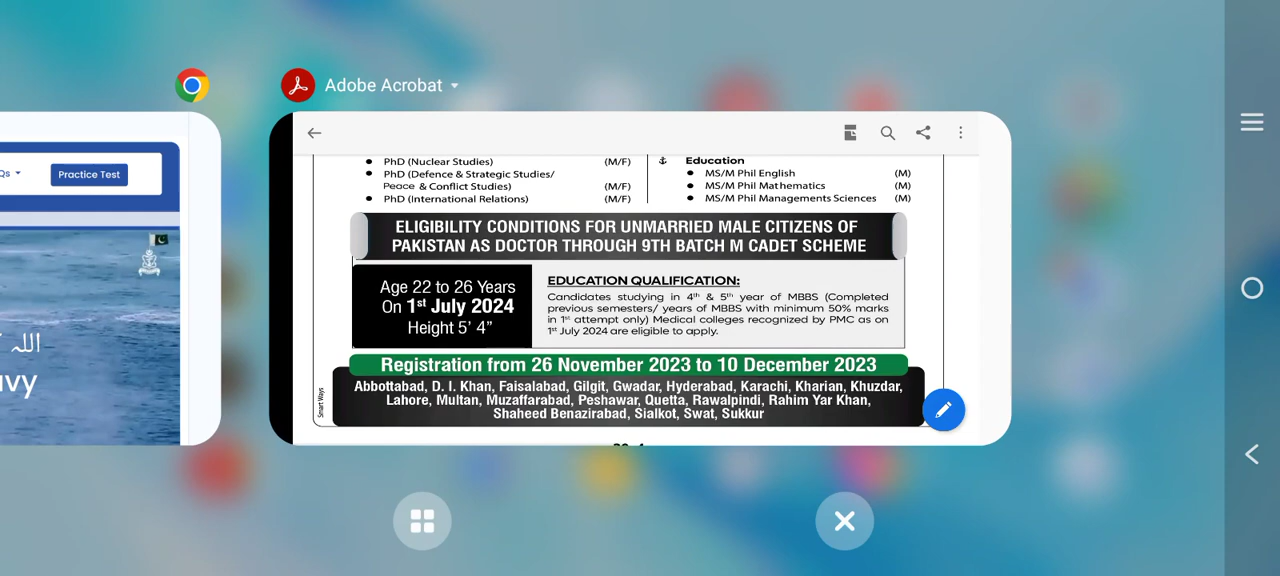 Adobe Acrobat
Qs
Practice Test
اللہ
avy
• PhD (Nuclear Studies) (M/F)
• PhD (Defence & Strategic Studies/
Peace & Conflict Studies) (M/F)
• PhD (International Relations) (M/F)
Education
• MS/M Phil English (M)
• MS/M Phil Mathematics (M)
• MS/M Phil Managements Sciences (M)
ELIGIBILITY CONDITIONS FOR UNMARRIED MALE CITIZENS OF
PAKISTAN AS DOCTOR THROUGH 9TH BATCH M CADET SCHEME
Age 22 to 26 Years
On 1st July 2024
Height 5' 4"
EDUCATION QUALIFICATION:
Candidates studying in 4th & 5th year of MBBS (Completed
previous semesters/ years of MBBS with minimum 50% marks
in 1st attempt only) Medical colleges recognized by PMC as on
1st July 2024 are eligible to apply.
Registration from 26 November 2023 to 10 December 2023
Abbottabad, D. I. Khan, Faisalabad, Gilgit, Gwadar, Hyderabad, Karachi, Kharian, Khuzdar,
Lahore, Multan, Muzaffarabad, Peshawar, Quetta, Rawalpindi, Rahim Yar Khan,
Shaheed Benazirabad, Sialkot, Swat, Sukkur
Smart Ways